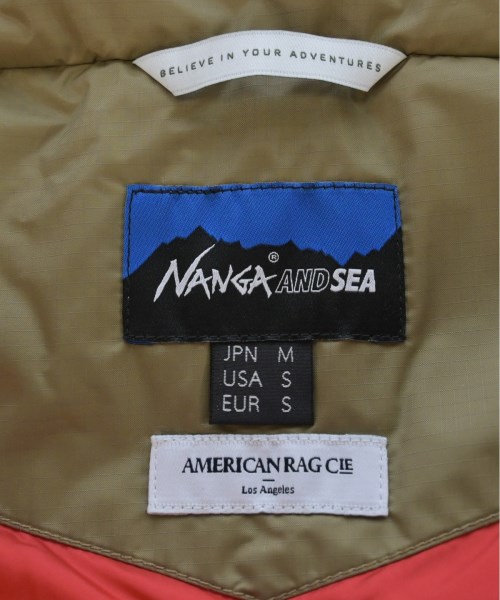 BELIEVE IN YOUR ADVENTURES
NANGA® AND SEA
JPN M
USA S
EUR S
AMERICAN RAG CIE
Los Angeles